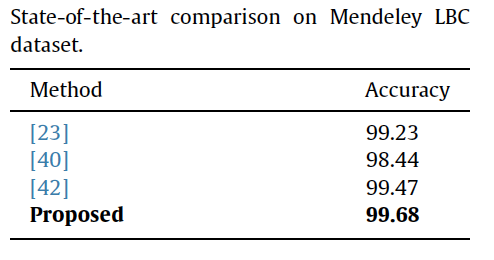 State-of-the-art comparison on Mendeley LBC
dataset.
Method Accuracy
[23] 99.23
[40] 98.44
[42] 99.47
Proposed 99.68